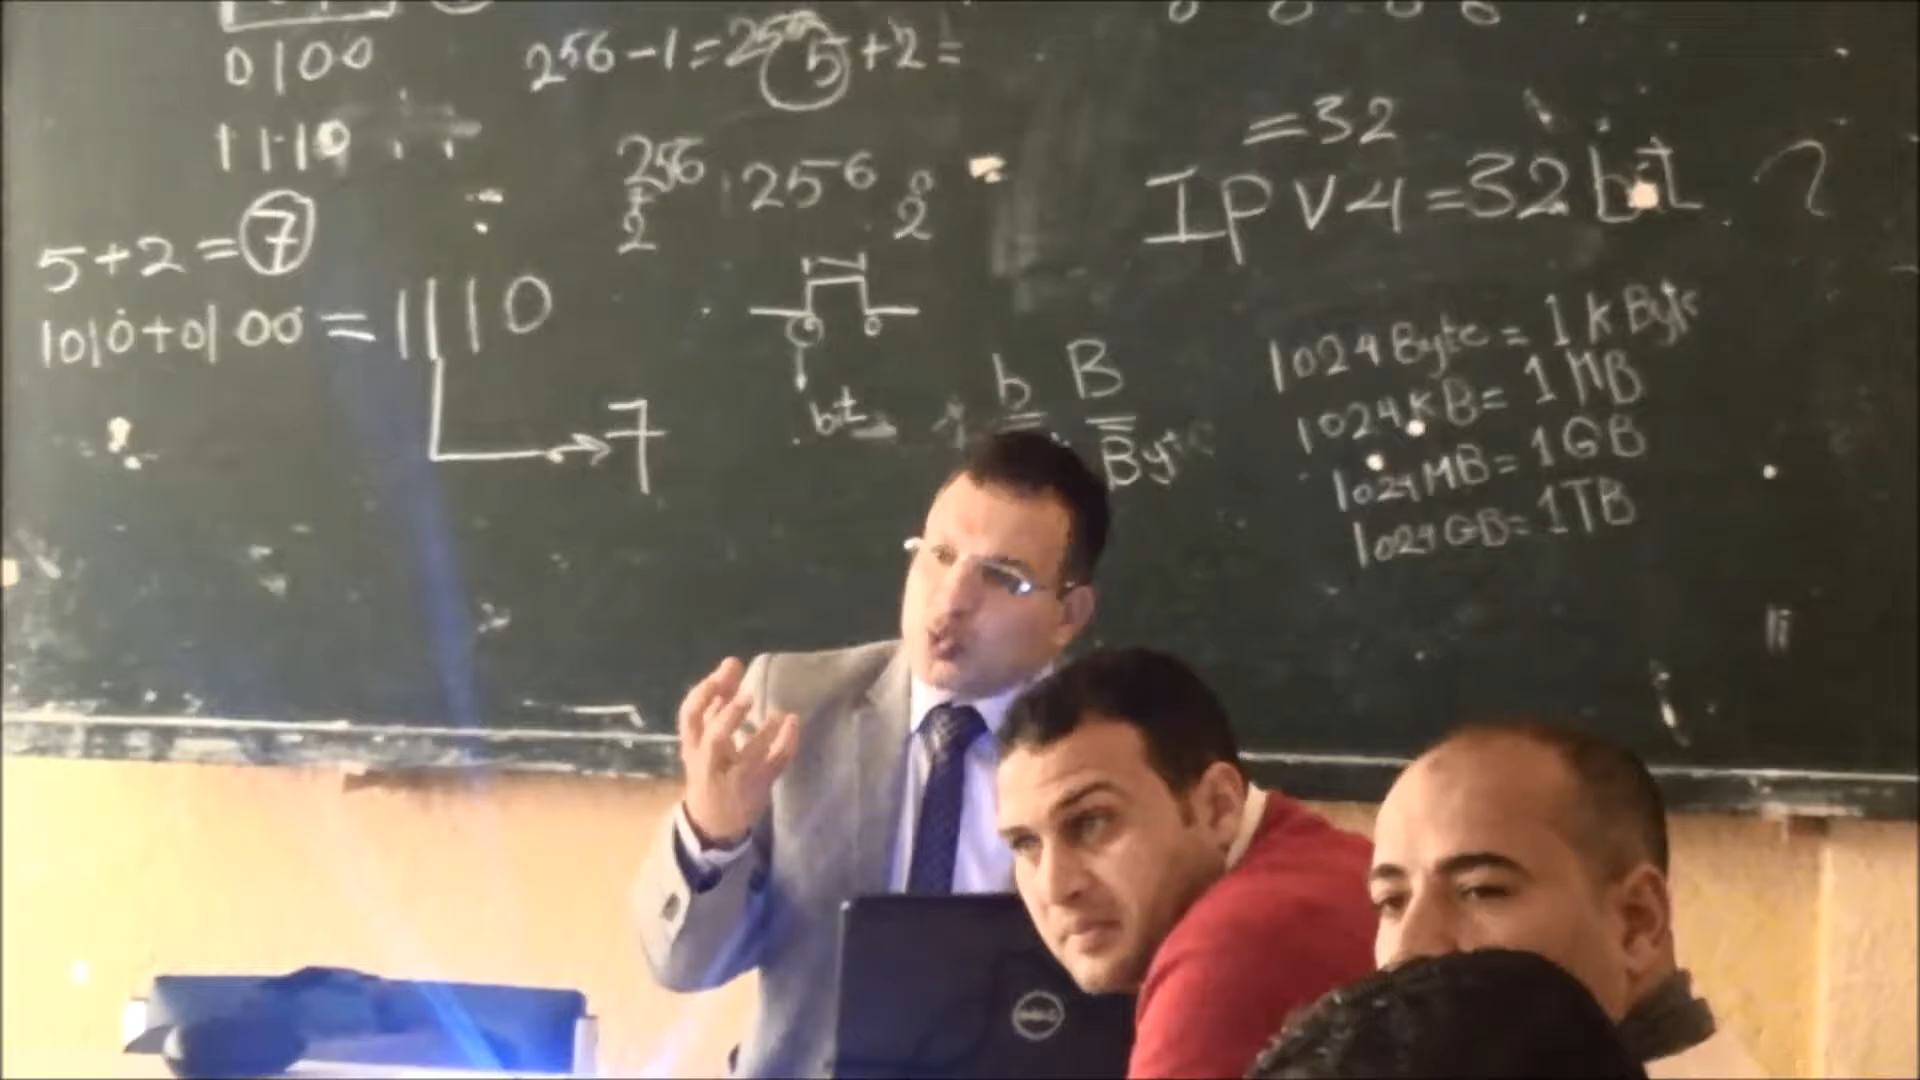 0100
1110
5+2=7
1010+0100=1110
7
256-1=255+2=
256 256
2 2
bit
b B
Byte
=32
IPV4=32 bit ?
1024 Byte = 1 K Byte
1024 KB = 1 MB
1024 MB = 1 GB
1024 GB = 1 TB
DELL